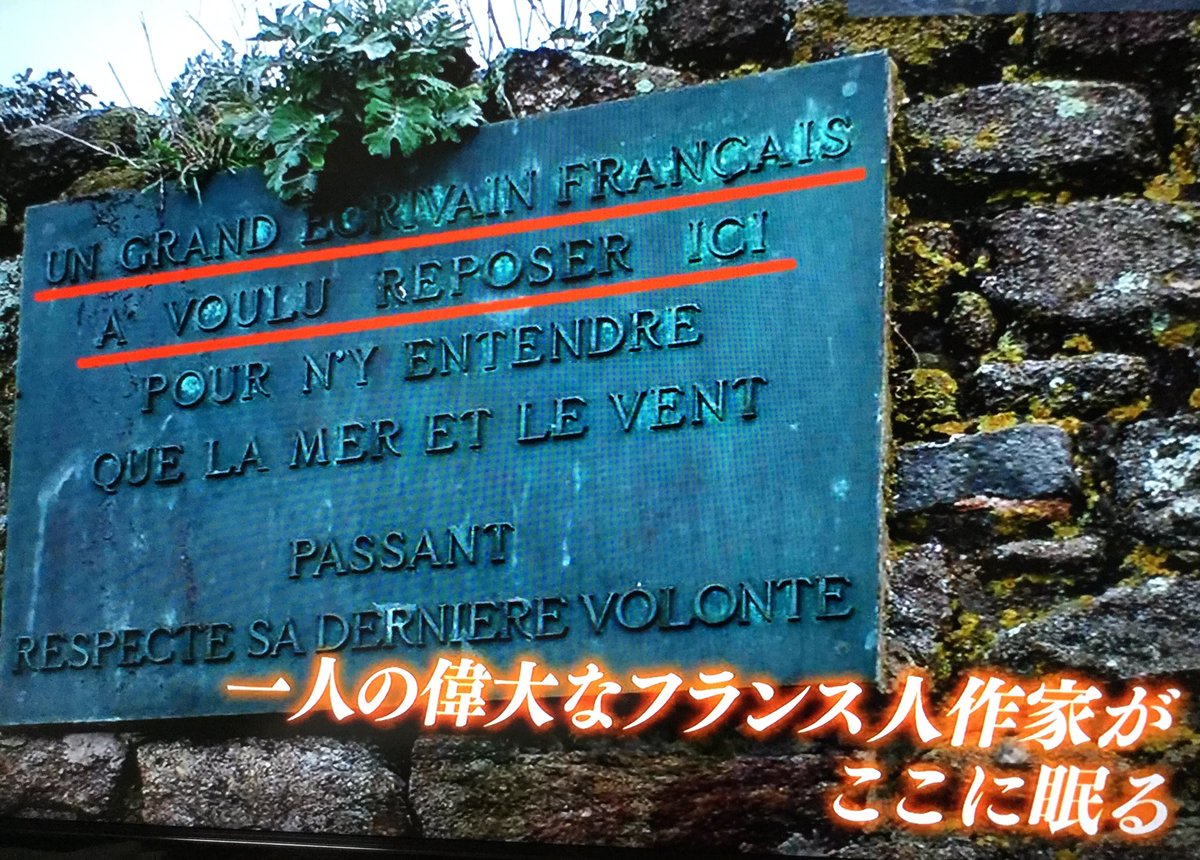 UN GRAND ECRIVAIN FRANÇAIS
A VOULU REPOSER ICI
POUR N'Y ENTENDRE
QUE LA MER ET LE VENT
PASSANT
RESPECTE SA DERNIERE VOLONTE
一人の偉大なフランス人作家が
ここに眠る